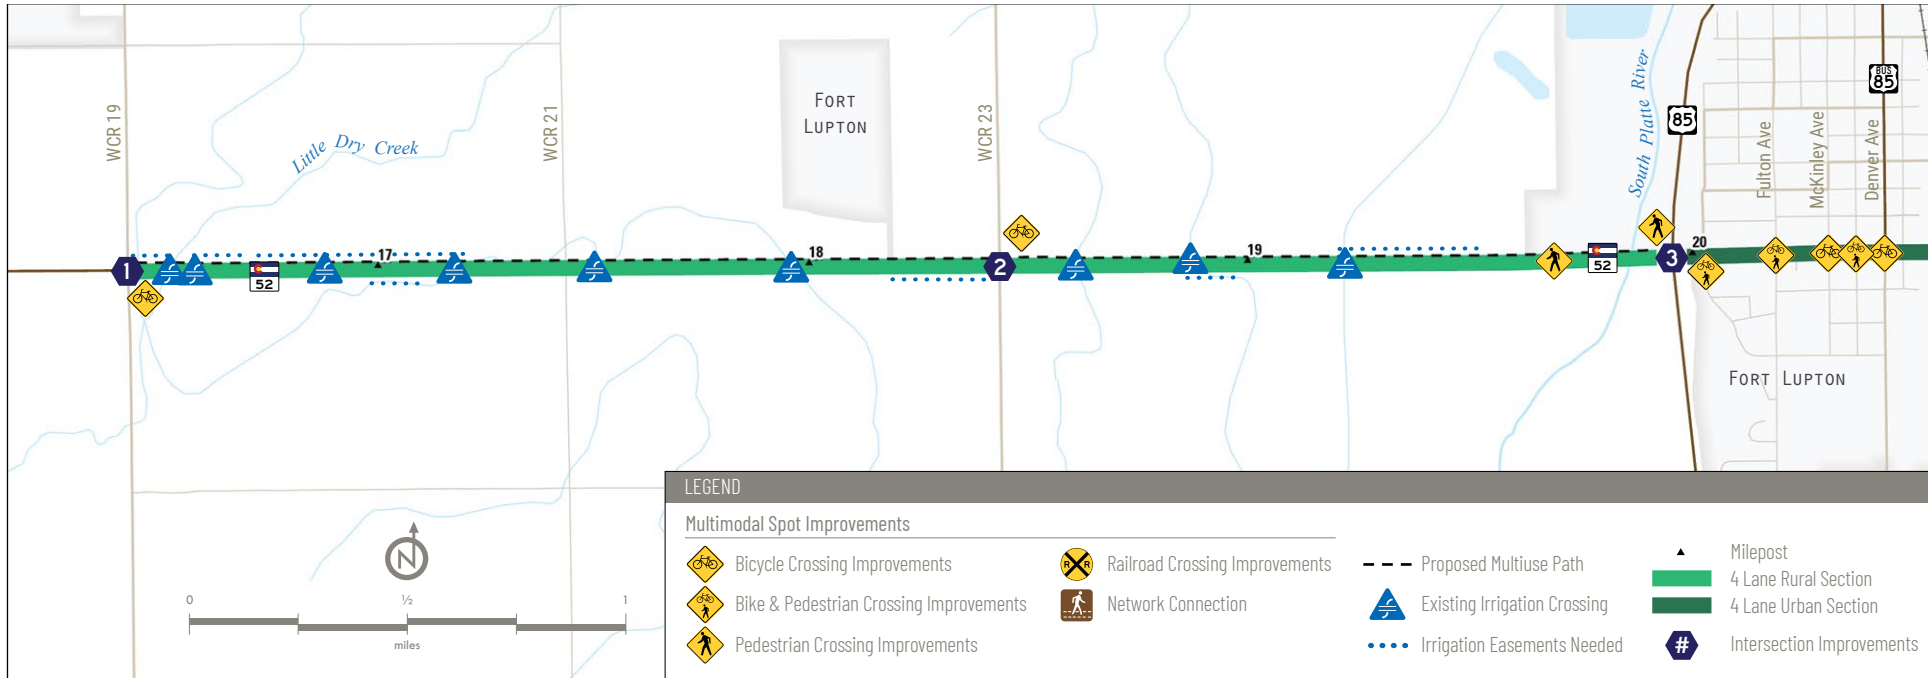 WCR 19
Little Dry Creek
WCR 21
FORT
LUPTON
WCR 23
South Platte River
85
BUS
85
Fulton Ave
McKinley Ave
Denver Ave
1
52
17
18
2
19
52
3
20
FORT LUPTON
N
0
½
1
miles
LEGEND
Multimodal Spot Improvements
Bicycle Crossing Improvements
Bike & Pedestrian Crossing Improvements
Pedestrian Crossing Improvements
R R
Railroad Crossing Improvements
Network Connection
Proposed Multiuse Path
Existing Irrigation Crossing
Irrigation Easements Needed
Milepost
4 Lane Rural Section
4 Lane Urban Section
#
Intersection Improvements